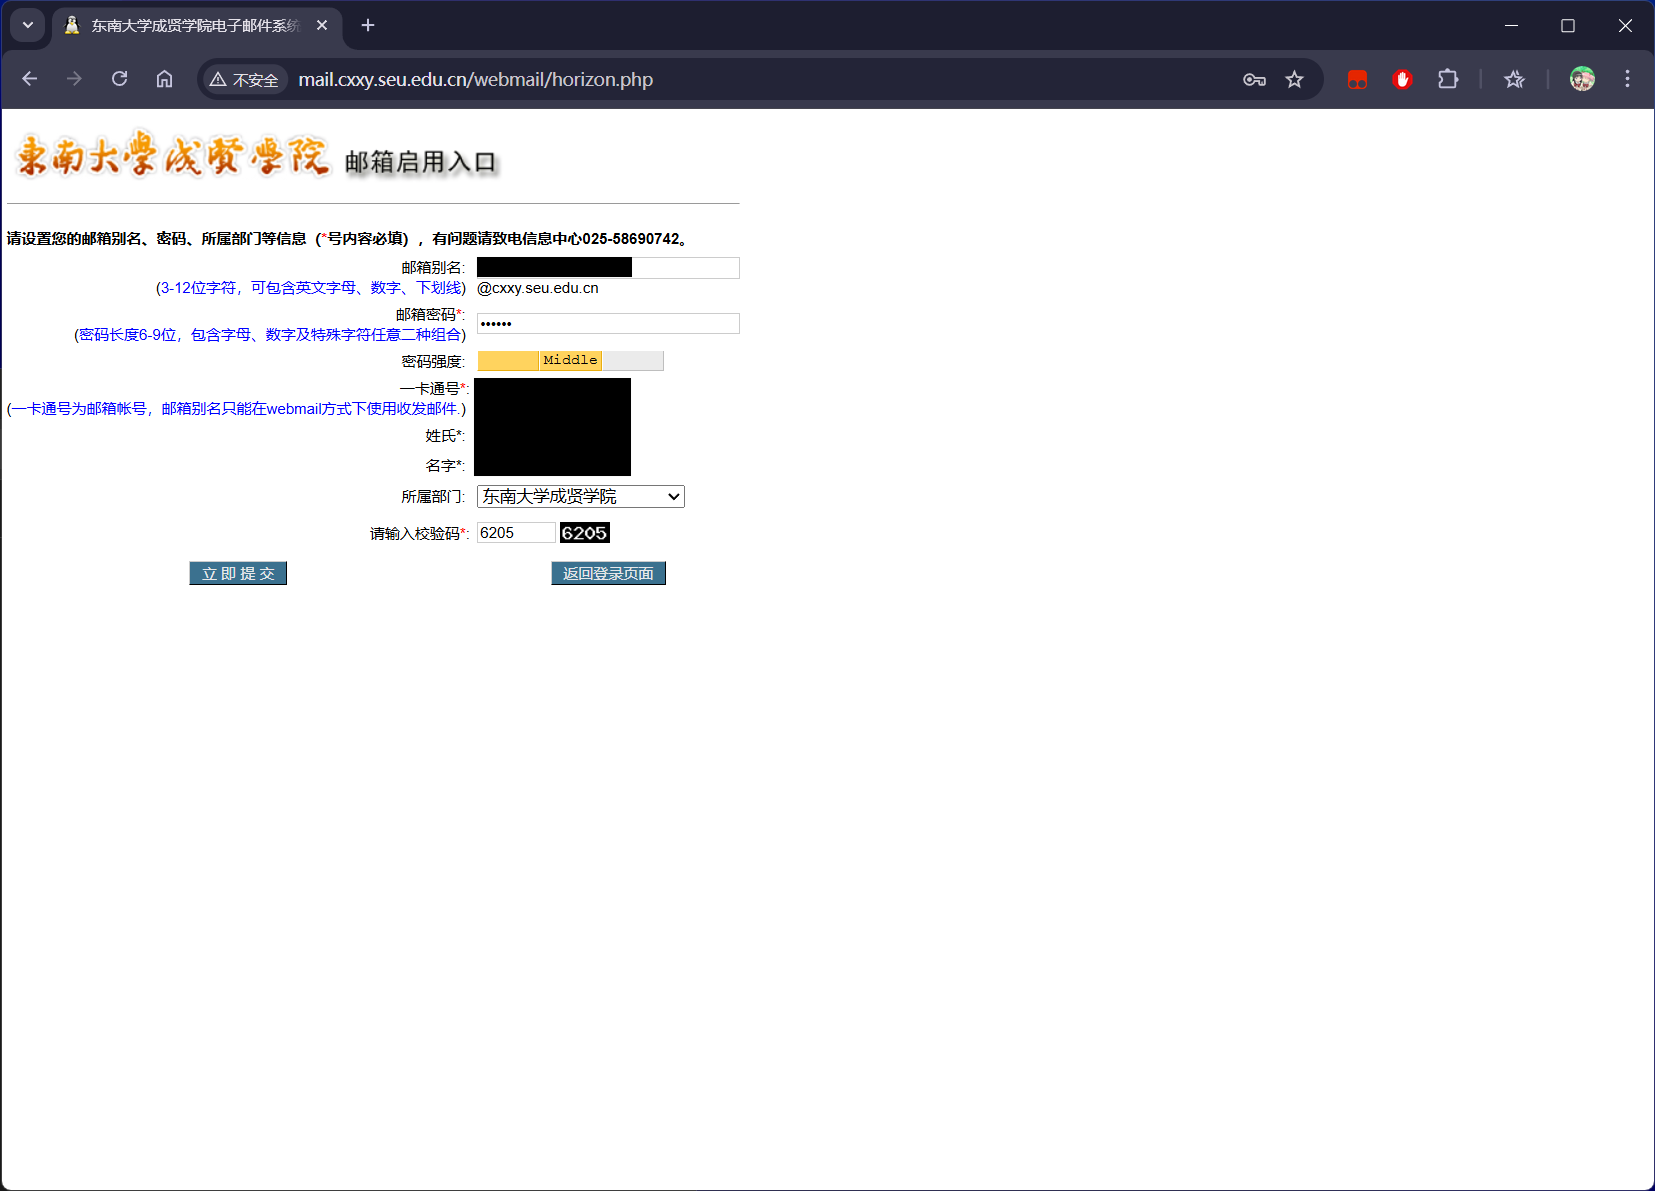 东南大学成贤学院电子邮件系统
不安全
mail.cxxy.seu.edu.cn/webmail/horizon.php
東南大學成賢學院 邮箱启用入口
请设置您的邮箱别名、密码、所属部门等信息（*号内容必填），有问题请致电信息中心025-58690742。
邮箱别名:
(3-12位字符，可包含英文字母、数字、下划线) @cxxy.seu.edu.cn
邮箱密码*:
(密码长度6-9位，包含字母、数字及特殊字符任意二种组合) ••••••
密码强度: Middle
一卡通号*:
(一卡通号为邮箱帐号，邮箱别名只能在webmail方式下使用收发邮件.)
姓氏*:
名字*:
所属部门: 东南大学成贤学院
请输入校验码*: 6205 6205
立 即 提 交 返回登录页面